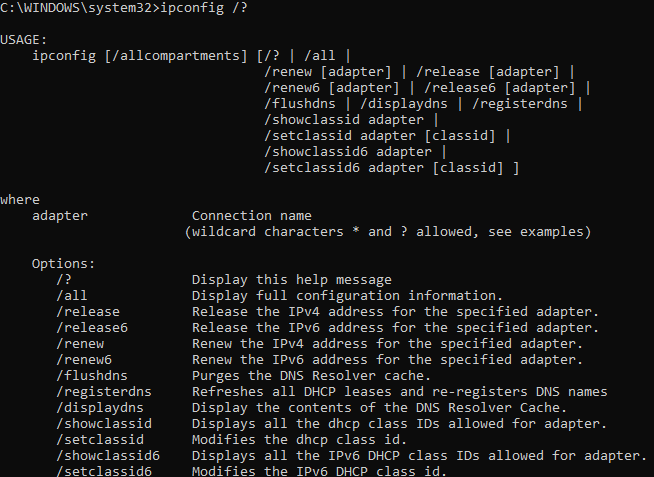 C:\WINDOWS\system32>ipconfig /?
USAGE:
ipconfig [/allcompartments] [/? | /all |
/renew [adapter] | /release [adapter] |
/renew6 [adapter] | /release6 [adapter] |
/flushdns | /displaydns | /registerdns |
/showclassid adapter |
/setclassid adapter [classid] |
/showclassid6 adapter |
/setclassid6 adapter [classid] ]
where
adapter Connection name
(wildcard characters * and ? allowed, see examples)
Options:
/? Display this help message
/all Display full configuration information.
/release Release the IPv4 address for the specified adapter.
/release6 Release the IPv6 address for the specified adapter.
/renew Renew the IPv4 address for the specified adapter.
/renew6 Renew the IPv6 address for the specified adapter.
/flushdns Purges the DNS Resolver cache.
/registerdns Refreshes all DHCP leases and re-registers DNS names
/displaydns Display the contents of the DNS Resolver Cache.
/showclassid Displays all the dhcp class IDs allowed for adapter.
/setclassid Modifies the dhcp class id.
/showclassid6 Displays all the IPv6 DHCP class IDs allowed for adapter.
/setclassid6 Modifies the IPv6 DHCP class id.